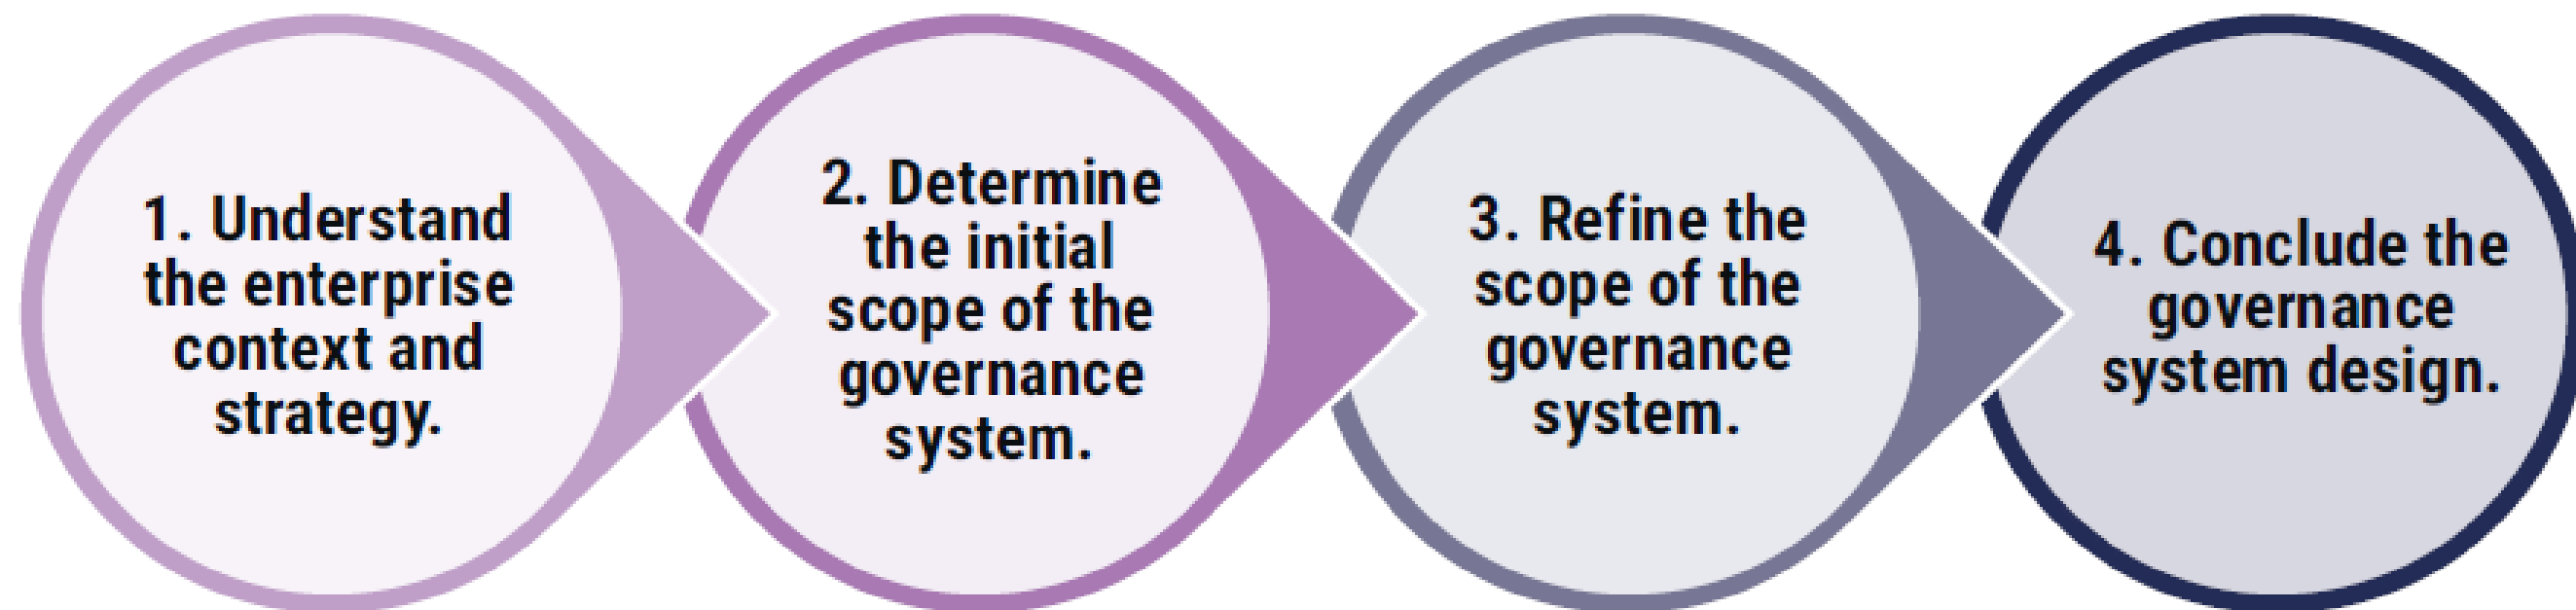 1. Understand
the enterprise
context and
strategy.
2. Determine
the initial
scope of the
governance
system.
3. Refine the
scope of the
governance
system.
4. Conclude the
governance
system design.